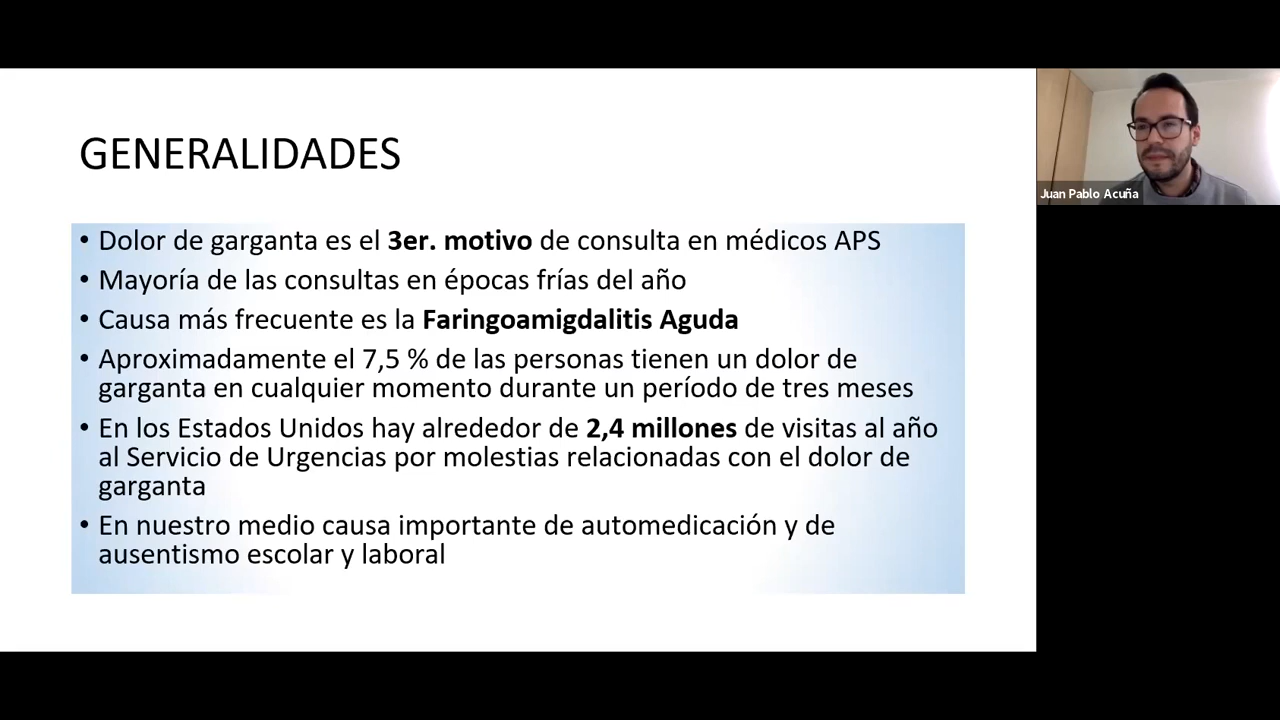 GENERALIDADES
• Dolor de garganta es el 3er. motivo de consulta en médicos APS
• Mayoría de las consultas en épocas frías del año
• Causa más frecuente es la Faringoamigdalitis Aguda
• Aproximadamente el 7,5 % de las personas tienen un dolor de
garganta en cualquier momento durante un período de tres meses
• En los Estados Unidos hay alrededor de 2,4 millones de visitas al año
al Servicio de Urgencias por molestias relacionadas con el dolor de
garganta
• En nuestro medio causa importante de automedicación y de
ausentismo escolar y laboral
Juan Pablo Acuña